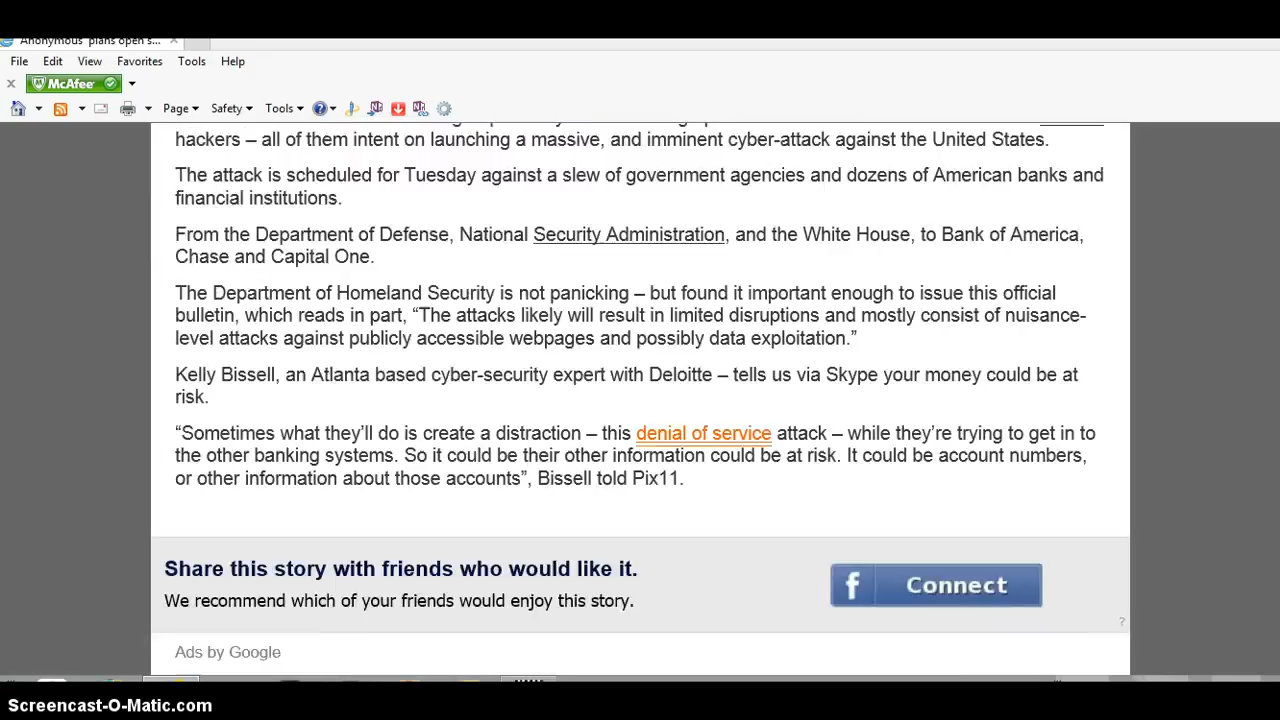 Anonymous' plans open s...
File Edit View Favorites Tools Help
McAfee
Page Safety Tools
hackers – all of them intent on launching a massive, and imminent cyber-attack against the United States.
The attack is scheduled for Tuesday against a slew of government agencies and dozens of American banks and
financial institutions.
From the Department of Defense, National Security Administration, and the White House, to Bank of America,
Chase and Capital One.
The Department of Homeland Security is not panicking – but found it important enough to issue this official
bulletin, which reads in part, “The attacks likely will result in limited disruptions and mostly consist of nuisance-
level attacks against publicly accessible webpages and possibly data exploitation.”
Kelly Bissell, an Atlanta based cyber-security expert with Deloitte – tells us via Skype your money could be at
risk.
“Sometimes what they’ll do is create a distraction – this denial of service attack – while they’re trying to get in to
the other banking systems. So it could be their other information could be at risk. It could be account numbers,
or other information about those accounts”, Bissell told Pix11.
Share this story with friends who would like it.
We recommend which of your friends would enjoy this story.
f Connect
?
Ads by Google
Screencast-O-Matic.com